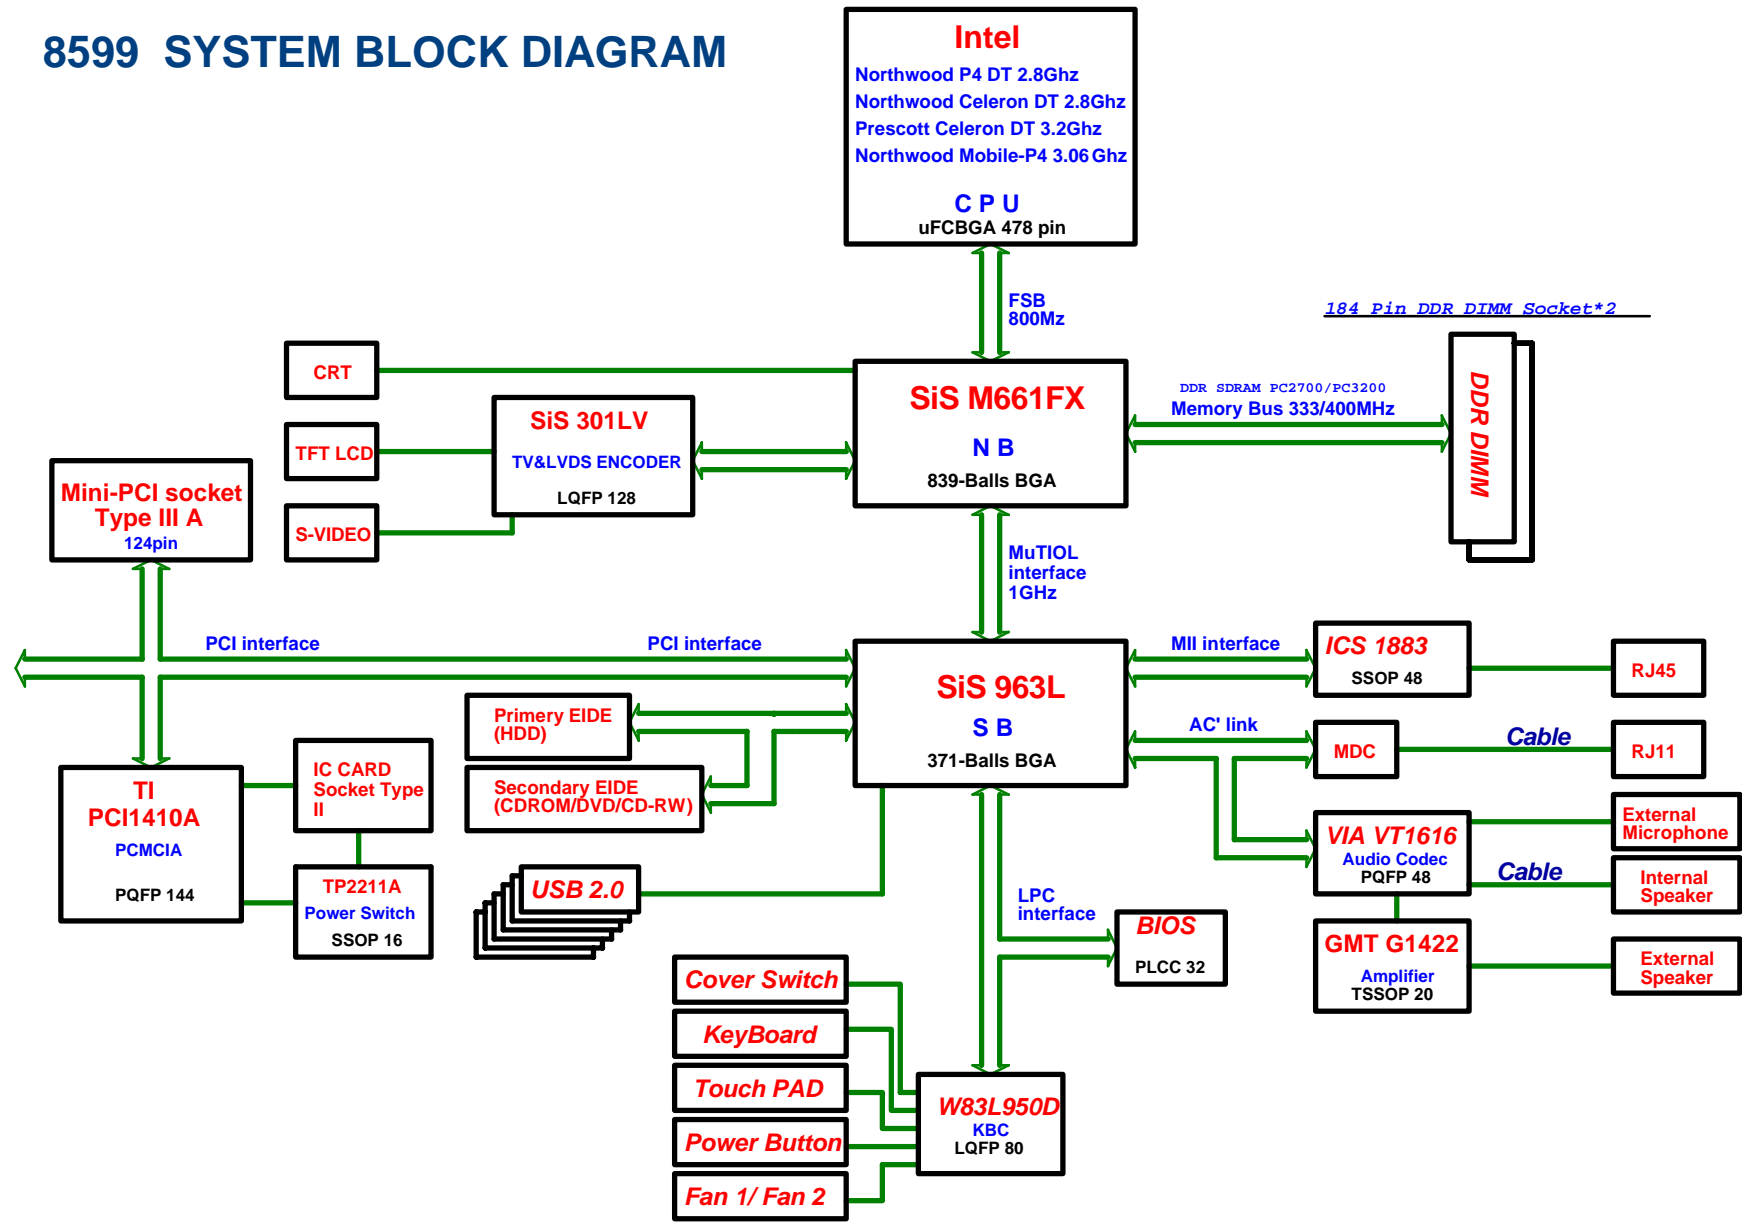 8599 SYSTEM BLOCK DIAGRAM
Intel
Northwood P4 DT 2.8Ghz
Northwood Celeron DT 2.8Ghz
Prescott Celeron DT 3.2Ghz
Northwood Mobile-P4 3.06 Ghz
C P U
uFCBGA 478 pin
FSB
800Mz
184 Pin DDR DIMM Socket*2
CRT
SiS 301LV
TV&LVDS ENCODER
LQFP 128
TFT LCD
S-VIDEO
SiS M661FX
N B
839-Balls BGA
DDR SDRAM PC2700/PC3200
Memory Bus 333/400MHz
DDR DIMM
Mini-PCI socket
Type III A
124pin
MuTIOL
interface
1GHz
PCI interface
PCI interface
SiS 963L
S B
371-Balls BGA
MII interface
ICS 1883
SSOP 48
RJ45
Primery EIDE
(HDD)
Secondary EIDE
(CDROM/DVD/CD-RW)
AC' link
MDC
Cable
RJ11
TI
PCI1410A
PCMCIA
PQFP 144
IC CARD
Socket Type
II
TP2211A
Power Switch
SSOP 16
USB 2.0
VIA VT1616
Audio Codec
PQFP 48
External
Microphone
Cable
Internal
Speaker
GMT G1422
Amplifier
TSSOP 20
External
Speaker
LPC
interface
BIOS
PLCC 32
Cover Switch
KeyBoard
Touch PAD
Power Button
Fan 1/ Fan 2
W83L950D
KBC
LQFP 80